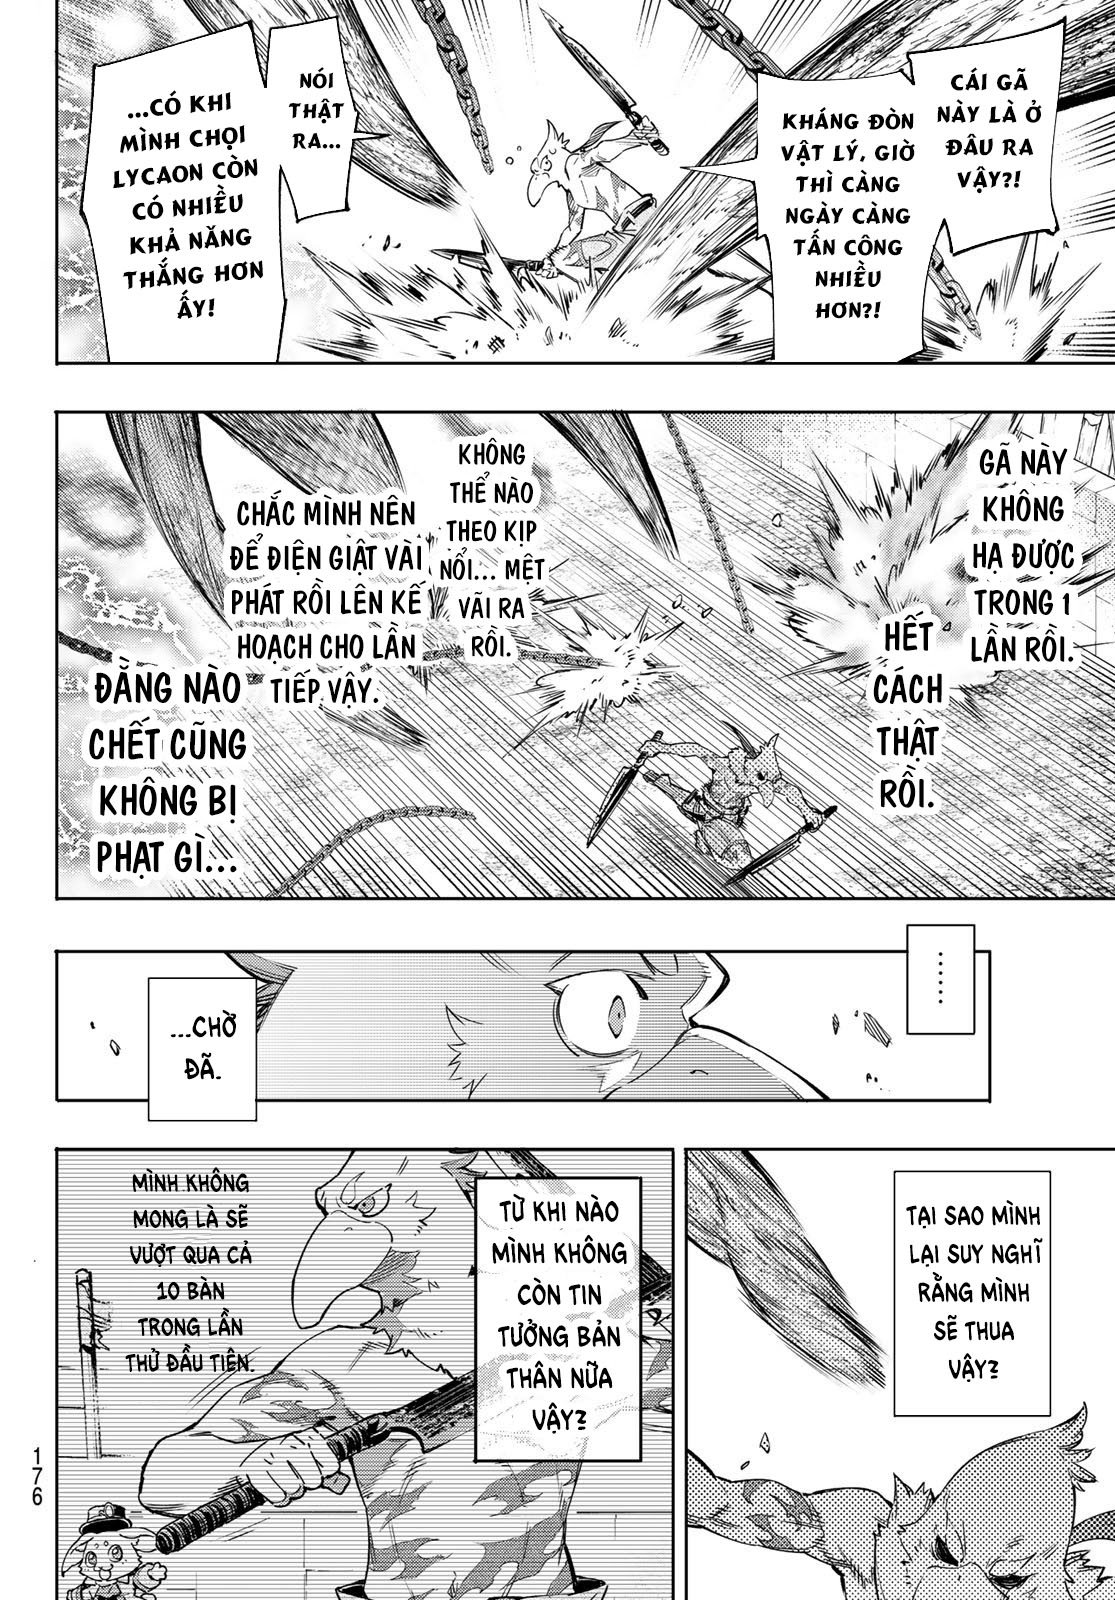 CÁI GÃ
NÀY LÀ Ở
ĐÂU RA
VẬY?!
KHÁNG ĐÒN
VẬT LÝ, GIỜ
THÌ CÀNG
NGÀY CÀNG
TẤN CÔNG
NHIỀU
HƠN?!
NÓI
THẬT
RA...
...CÓ KHI
MÌNH CHỌI
LYCAON CÒN
CÓ NHIỀU
KHẢ NĂNG
THẮNG HƠN
ẤY!
GÃ NÀY
KHÔNG
HẠ ĐƯỢC
TRONG 1
LẦN RỒI.
HẾT
CÁCH
THẬT
RỒI.
KHÔNG
THỂ NÀO
THEO KỊP
NỔI... MỆT
VÃI RA
RỒI.
CHẮC MÌNH NÊN
ĐỂ ĐIỆN GIẬT VÀI
PHÁT RỒI LÊN KẾ
HOẠCH CHO LẦN
TIẾP VẬY.
ĐẰNG NÀO
CHẾT CŨNG
KHÔNG BỊ
PHẠT GÌ...
......
...CHỜ
ĐÃ.
TẠI SAO MÌNH
LẠI SUY NGHĨ
RẰNG MÌNH
SẼ THUA
VẬY?
TỪ KHI NÀO
MÌNH KHÔNG
CÒN TIN
TƯỞNG BẢN
THÂN NỮA
VẬY?
MÌNH KHÔNG
MONG LÀ SẼ
VƯỢT QUA CẢ
10 BÀN
TRONG LẦN
THỬ ĐẦU TIÊN.
176